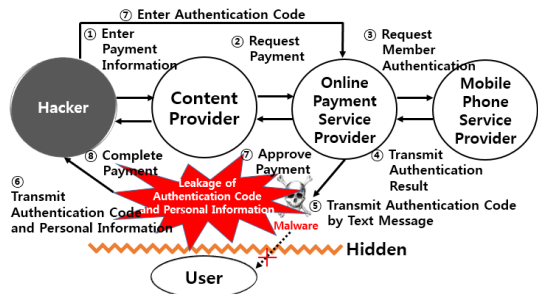 ⑦ Enter Authentication Code
① Enter
Payment
Information
② Request
Payment
③ Request
Member
Authentication
Hacker
Content
Provider
Online
Payment
Service
Provider
Mobile
Phone
Service
Provider
⑧ Complete
Payment
⑦ Approve
Payment
④ Transmit
Authentication
Result
⑥
Transmit
Authentication Code
and Personal Information
Leakage of
Authentication Code
and Personal Information
⑤ Transmit Authentication Code
by Text Message
Malware
Hidden
User